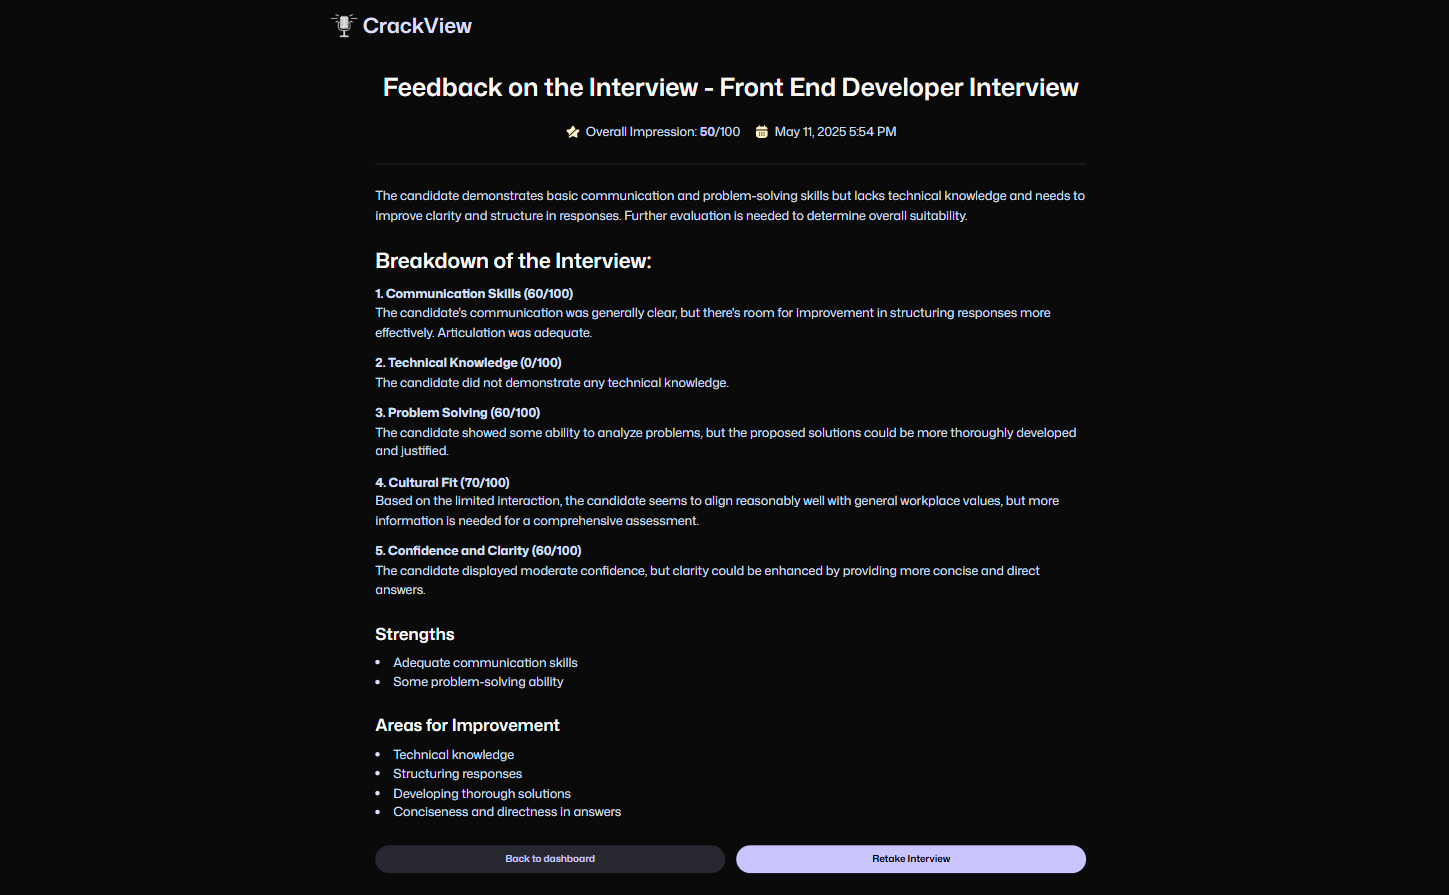 CrackView
Feedback on the Interview - Front End Developer Interview
Overall Impression: 50/100 May 11, 2025 5:54 PM
The candidate demonstrates basic communication and problem-solving skills but lacks technical knowledge and needs to
improve clarity and structure in responses. Further evaluation is needed to determine overall suitability.
Breakdown of the Interview:
1. Communication Skills (60/100)
The candidate's communication was generally clear, but there's room for improvement in structuring responses more
effectively. Articulation was adequate.
2. Technical Knowledge (0/100)
The candidate did not demonstrate any technical knowledge.
3. Problem Solving (60/100)
The candidate showed some ability to analyze problems, but the proposed solutions could be more thoroughly developed
and justified.
4. Cultural Fit (70/100)
Based on the limited interaction, the candidate seems to align reasonably well with general workplace values, but more
information is needed for a comprehensive assessment.
5. Confidence and Clarity (60/100)
The candidate displayed moderate confidence, but clarity could be enhanced by providing more concise and direct
answers.
Strengths
• Adequate communication skills
• Some problem-solving ability
Areas for Improvement
• Technical knowledge
• Structuring responses
• Developing thorough solutions
• Conciseness and directness in answers
Back to dashboard
Retake Interview